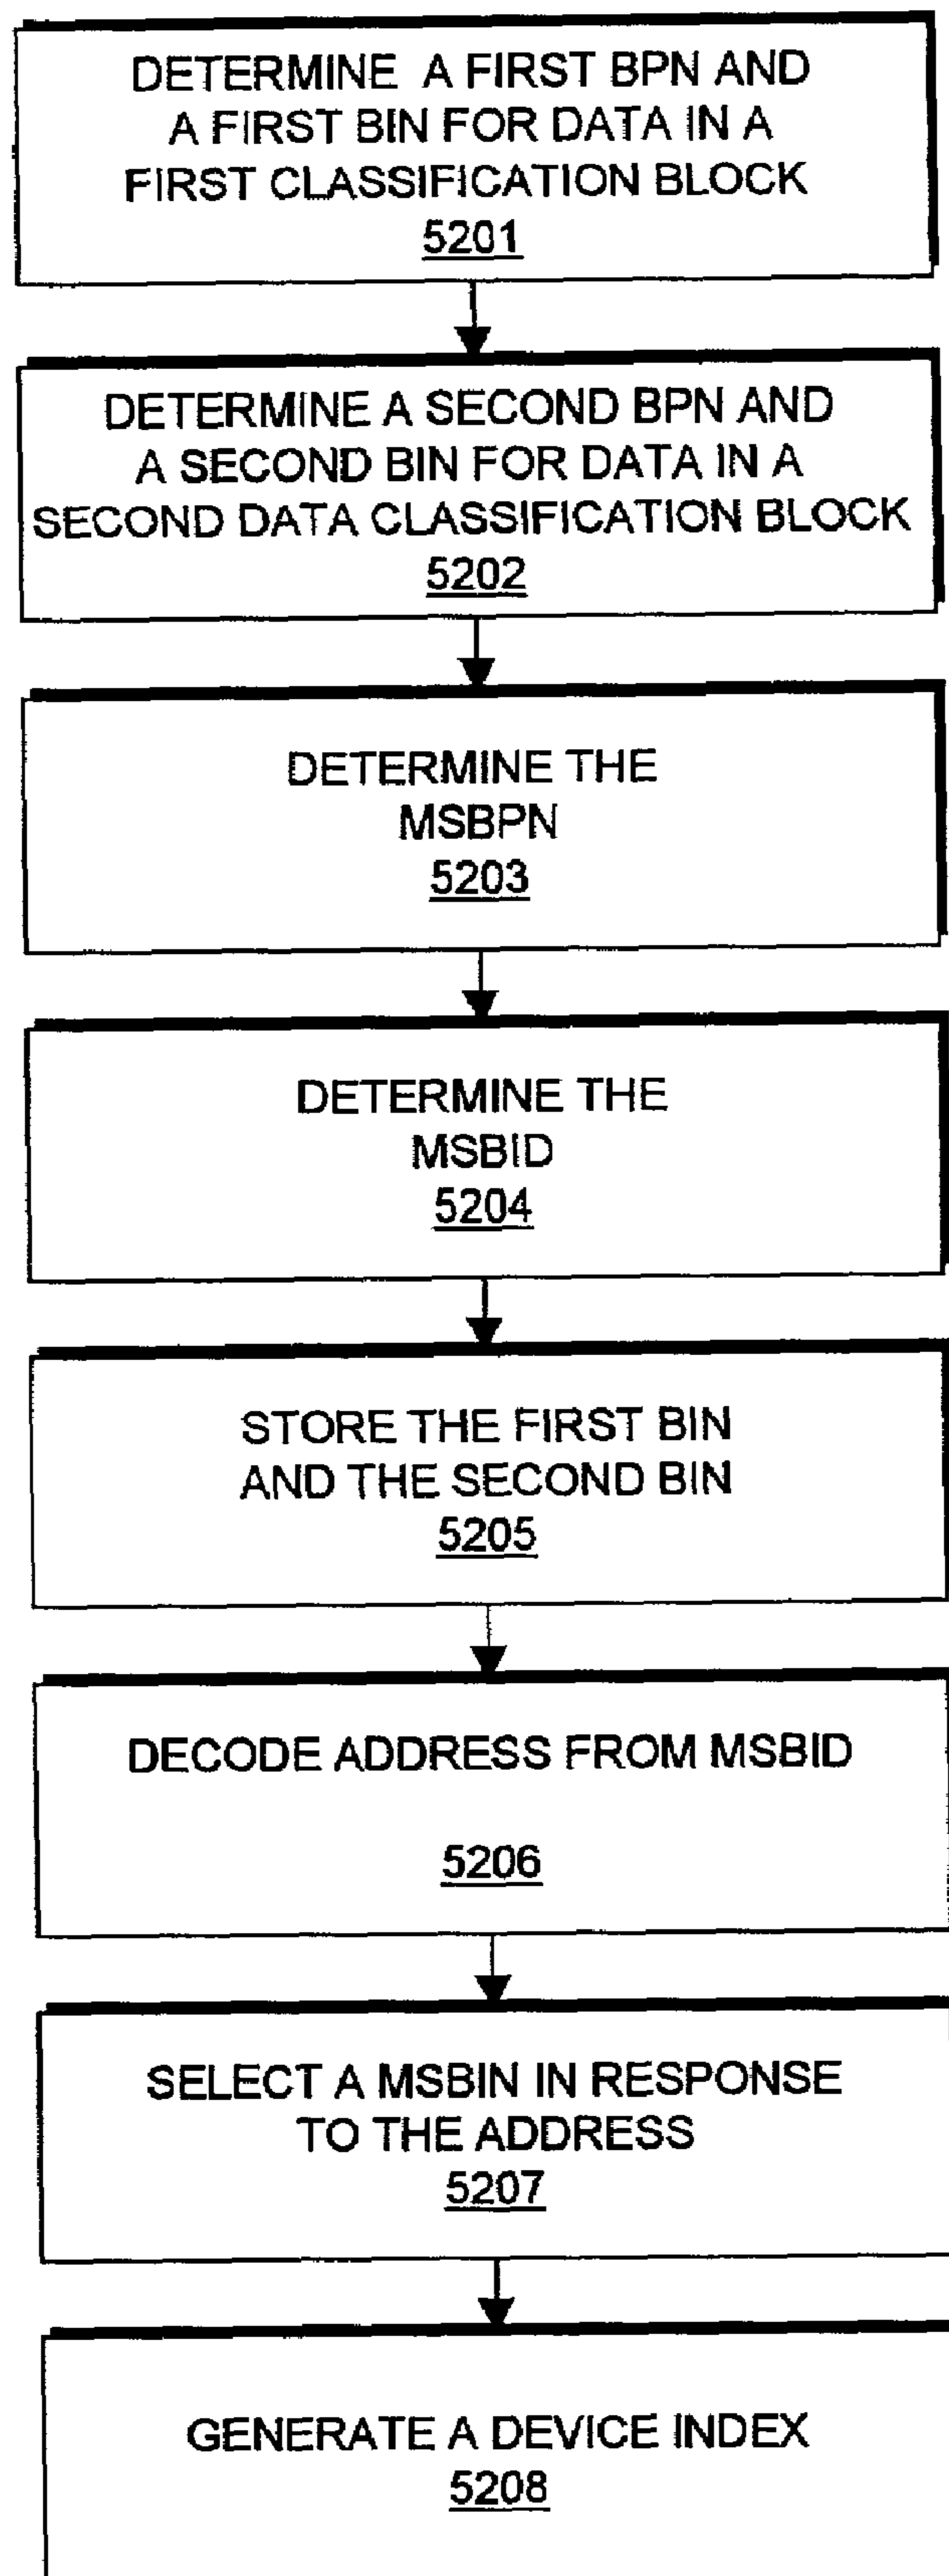 DETERMINE A FIRST BPN AND
A FIRST BIN FOR DATA IN A
FIRST CLASSIFICATION BLOCK
5201
DETERMINE A SECOND BPN AND
A SECOND BIN FOR DATA IN A
SECOND DATA CLASSIFICATION BLOCK
5202
DETERMINE THE
MSBPN
5203
DETERMINE THE
MSBID
5204
STORE THE FIRST BIN
AND THE SECOND BIN
5205
DECODE ADDRESS FROM MSBID
5206
SELECT A MSBIN IN RESPONSE
TO THE ADDRESS
5207
GENERATE A DEVICE INDEX
5208